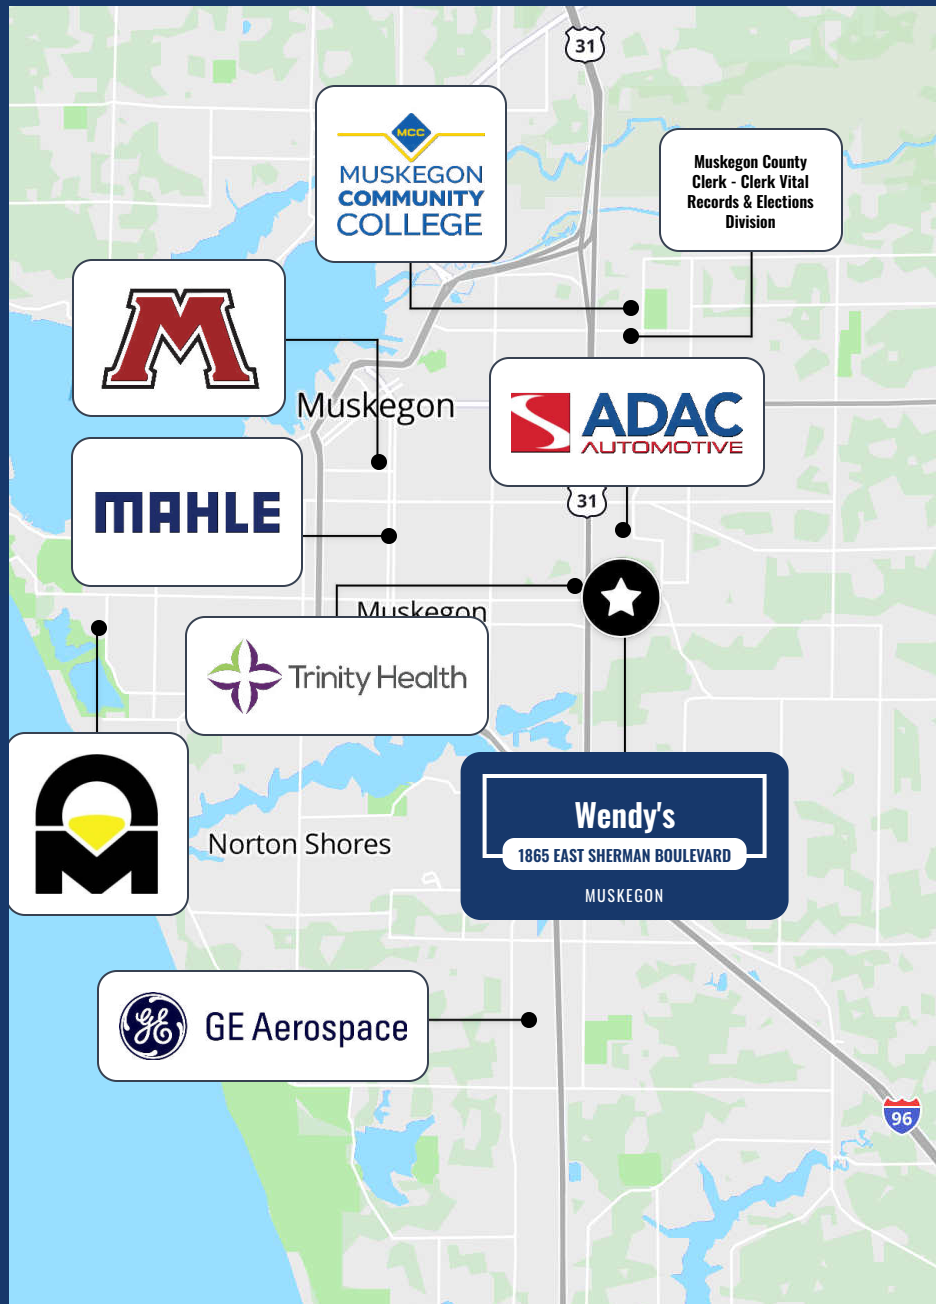 31
MCC
MUSKEGON
COMMUNITY
COLLEGE
Muskegon County
Clerk - Clerk Vital
Records & Elections
Division
M
Muskegon
ADAC
AUTOMOTIVE
MAHLE
31
Muskegon
Trinity Health
Wendy's
1865 EAST SHERMAN BOULEVARD
MUSKEGON
Norton Shores
GE Aerospace
96